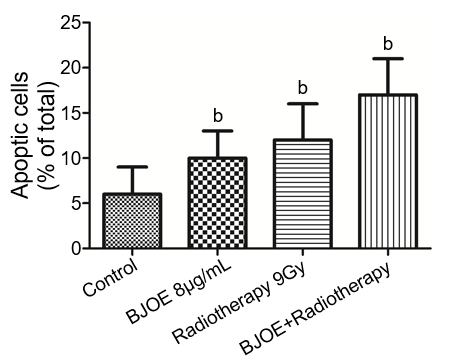 Apoptic cells
(% of total)
25
20
15
10
5
0
b
b
b
Control
BJOE 8μg/mL
Radiotherapy 9Gy
BJOE+Radiotherapy